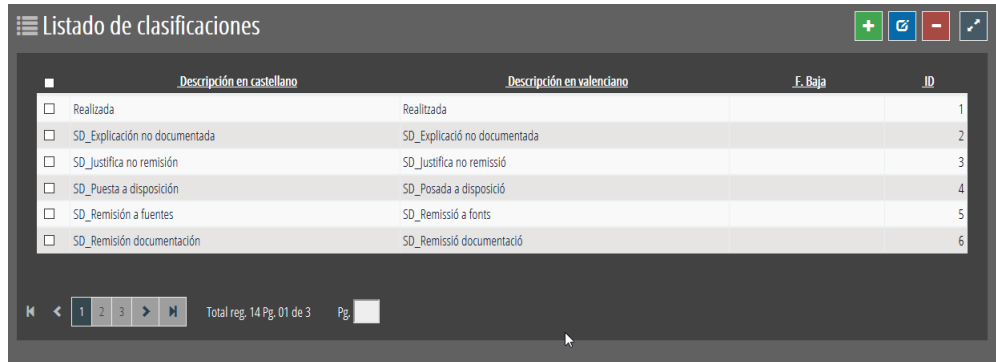 Listado de clasificaciones
Descripción en castellano Descripción en valenciano F. Baja ID
Realizada Realitzada 1
SD_Explicación no documentada SD_Explicació no documentada 2
SD_Justifica no remisión SD_Justifica no remissió 3
SD_Puesta a disposición SD_Posada a disposició 4
SD_Remisión a fuentes SD_Remissió a fonts 5
SD_Remisión documentación SD_Remissió documentació 6
1 2 3 Total reg. 14 Pg. 01 de 3 Pg.